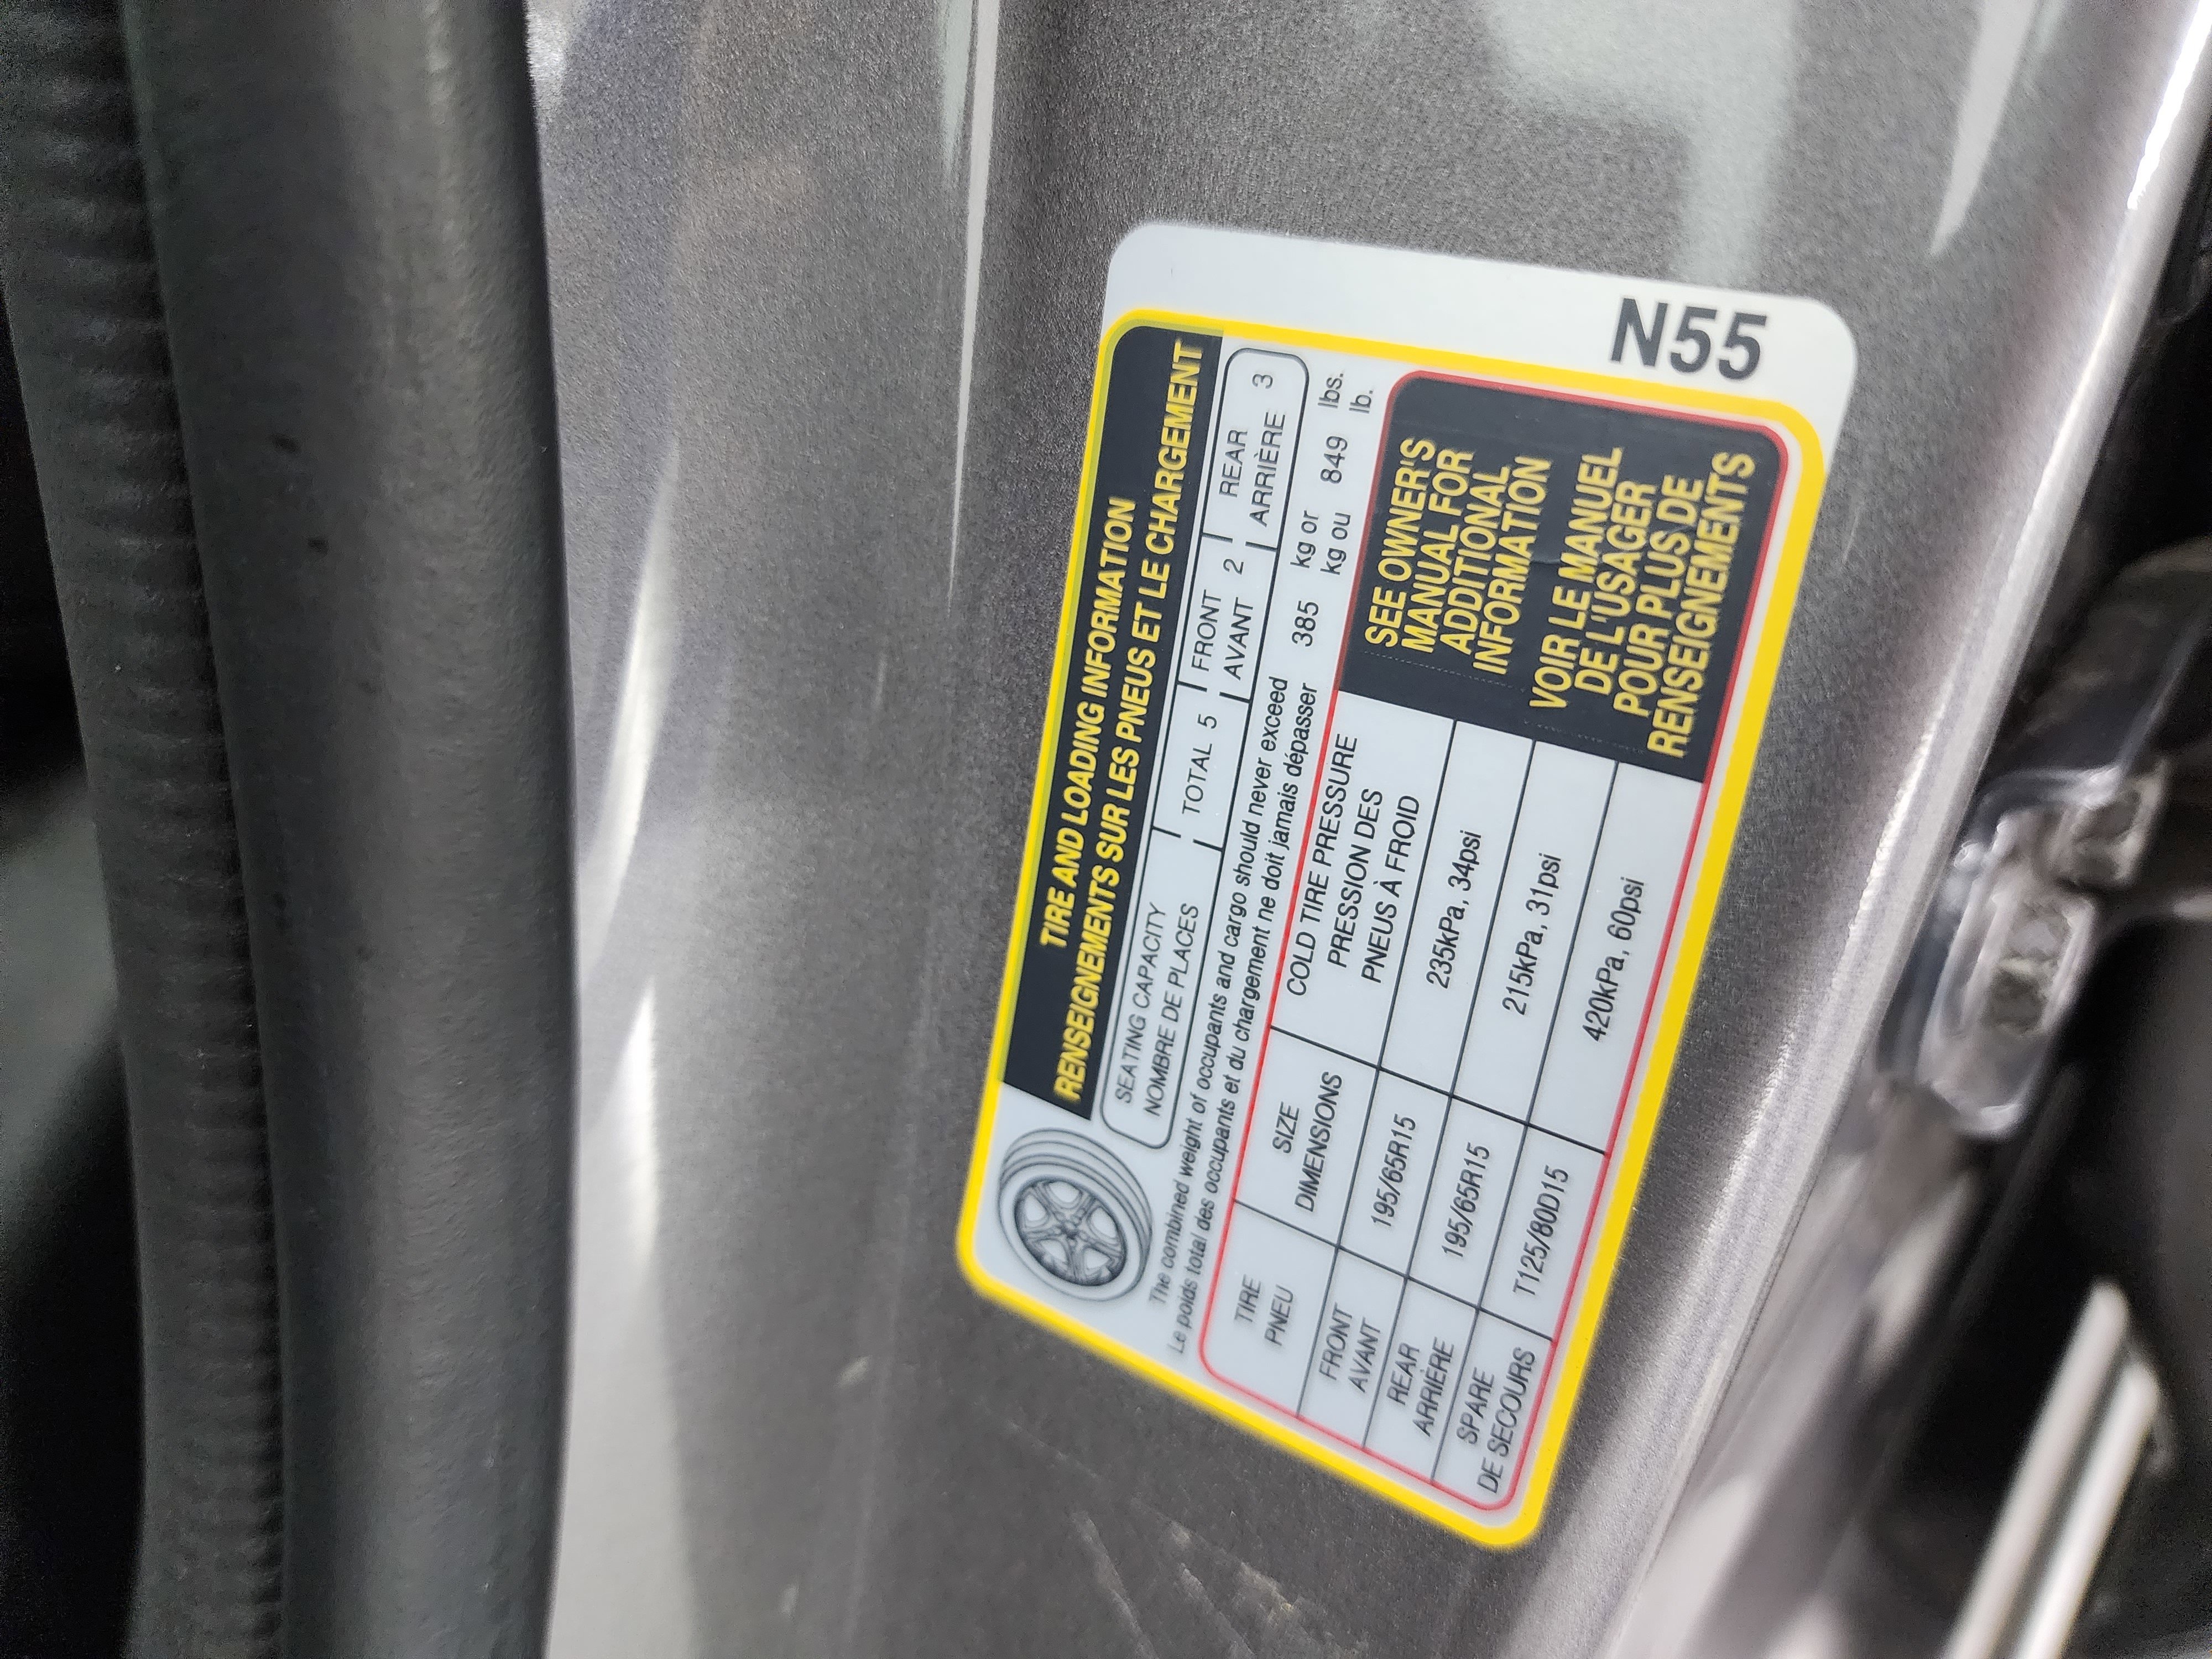 TIRE AND LOADING INFORMATION
RENSEIGNEMENTS SUR LES PNEUS ET LE CHARGEMENT
SEATING CAPACITY TOTAL 5 FRONT 2 REAR 3
NOMBRE DE PLACES AVANT ARRIÈRE
The combined weight of occupants and cargo should never exceed 385 kg or 849 lbs.
Le poids total des occupants et du chargement ne doit jamais dépasser kg ou lb.
TIRE SIZE COLD TIRE PRESSURE
PNEU DIMENSIONS PRESSION DES
PNEUS À FROID
FRONT 195/65R15 235kPa, 34psi
AVANT
REAR 195/65R15 215kPa, 31psi
ARRIÈRE
SPARE T125/80D15 420kPa, 60psi
DE SECOURS
SEE OWNER'S
MANUAL FOR
ADDITIONAL
INFORMATION
VOIR LE MANUEL
DE L'USAGER
POUR PLUS DE
RENSEIGNEMENTS
N55